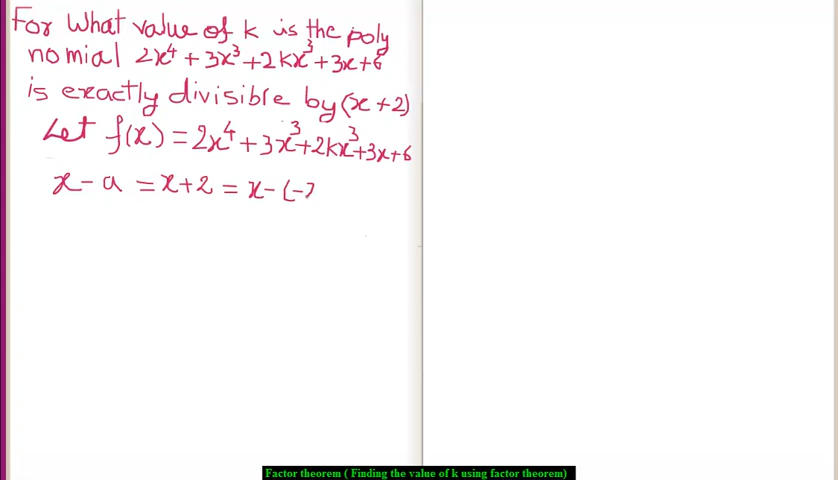 For What value of k is the poly
nomial 2x⁴ + 3x³ + 2kx³ + 3x + 6
is exactly divisible by (x + 2)
Let f(x) = 2x⁴ + 3x³ + 2kx³ + 3x + 6
x - a = x + 2 = x - (-2
Factor theorem ( Finding the value of k using factor theorem)